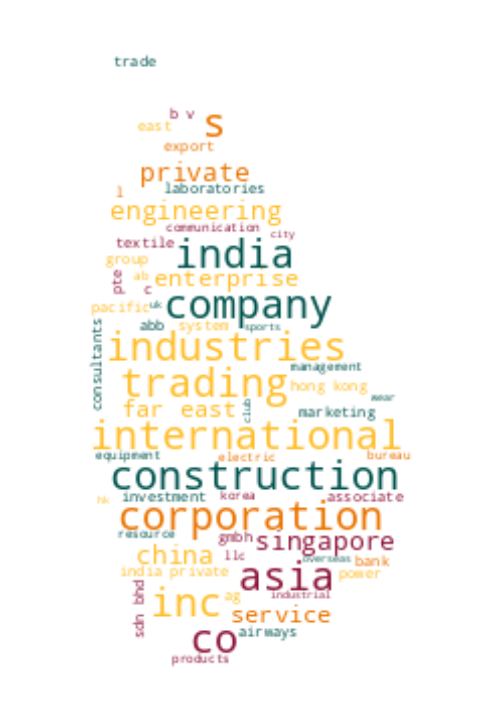 trade
b v
s
east
export
private
l
laboratories
engineering
communication
city
textile
india
group
pte
ab
enterprise
c
company
pacific
uk
abb
system
sports
consultants
industries
management
trading
hong kong
wear
far east
club
marketing
international
equipment
electric
bureau
construction
hk
investment
korea
associate
corporation
resource
gmbh
singapore
china
llc
overseas
bank
india private
asia
power
sdn bhd
inc
ag
industrial
service
co
airways
products